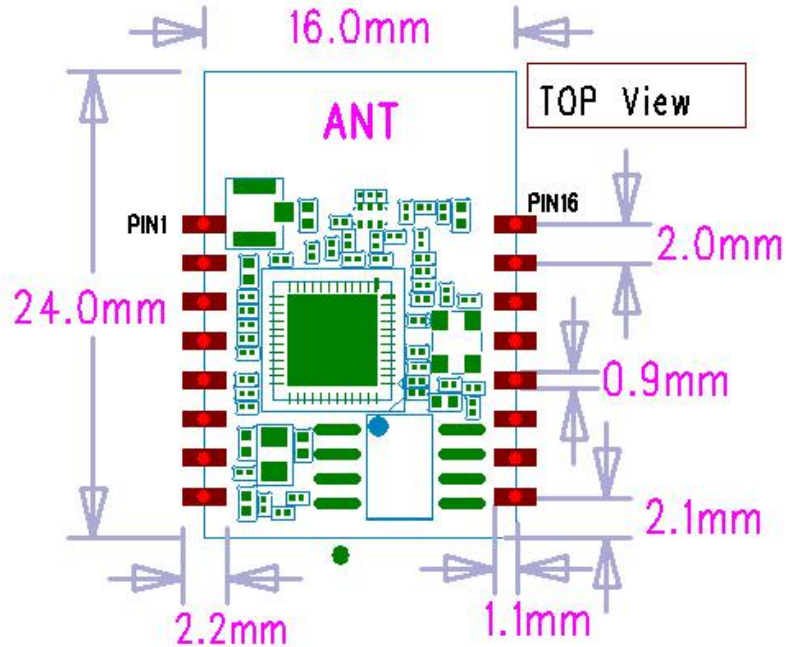 16.0mm
TOP View
ANT
PIN1
PIN16
2.0mm
24.0mm
0.9mm
2.1mm
2.2mm
1.1mm